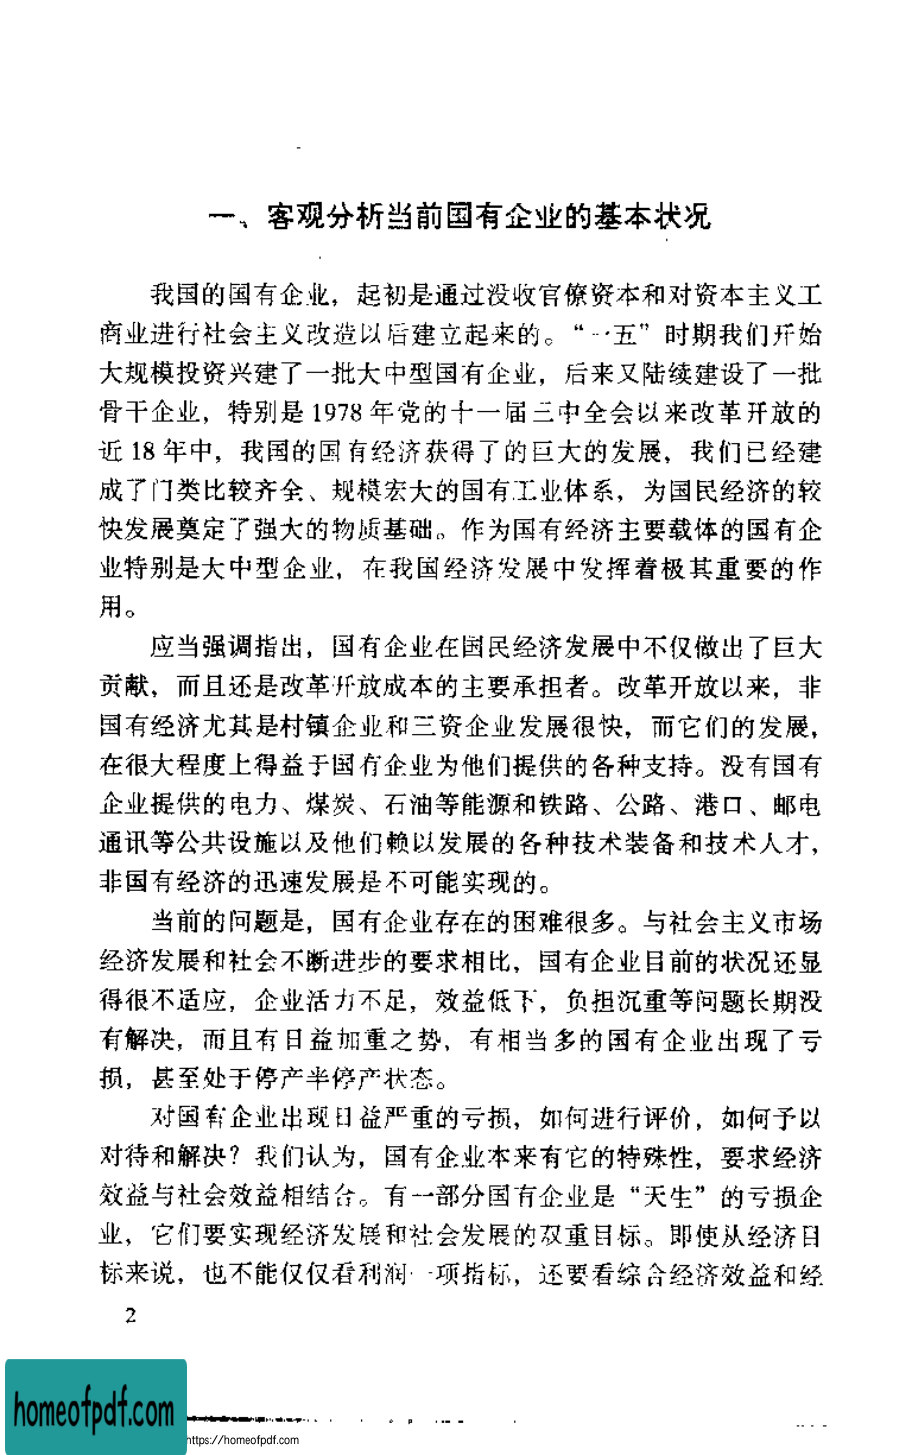 一、客观分析当前国有企业的基本状况
我国的国有企业，起初是通过没收官僚资本和对资本主义工
商业进行社会主义改造以后建立起来的。“一五”时期我们开始
大规模投资兴建了一批大中型国有企业，后来又陆续建设了一批
骨干企业，特别是 1978 年党的十一届三中全会以来改革开放的
近 18 年中，我国的国有经济获得了的巨大的发展，我们已经建
成了门类比较齐全、规模宏大的国有工业体系，为国民经济的较
快发展奠定了强大的物质基础。作为国有经济主要载体的国有企
业特别是大中型企业，在我国经济发展中发挥着极其重要的作
用。
应当强调指出，国有企业在国民经济发展中不仅做出了巨大
贡献，而且还是改革开放成本的主要承担者。改革开放以来，非
国有经济尤其是村镇企业和三资企业发展很快，而它们的发展，
在很大程度上得益于国有企业为他们提供的各种支持。没有国有
企业提供的电力、煤炭、石油等能源和铁路、公路、港口、邮电
通讯等公共设施以及他们赖以发展的各种技术装备和技术人才，
非国有经济的迅速发展是不可能实现的。
当前的问题是，国有企业存在的困难很多。与社会主义市场
经济发展和社会不断进步的要求相比，国有企业目前的状况还显
得很不适应，企业活力不足，效益低下，负担沉重等问题长期没
有解决，而且有日益加重之势，有相当多的国有企业出现了亏
损，甚至处于停产半停产状态。
对国有企业出现日益严重的亏损，如何进行评价，如何予以
对待和解决？我们认为，国有企业本来有它的特殊性，要求经济
效益与社会效益相结合。有一部分国有企业是“天生”的亏损企
业，它们要实现经济发展和社会发展的双重目标。即使从经济目
标来说，也不能仅仅看利润一项指标，还要看综合经济效益和经
2
homeofpdf.com
https://homeofpdf.com